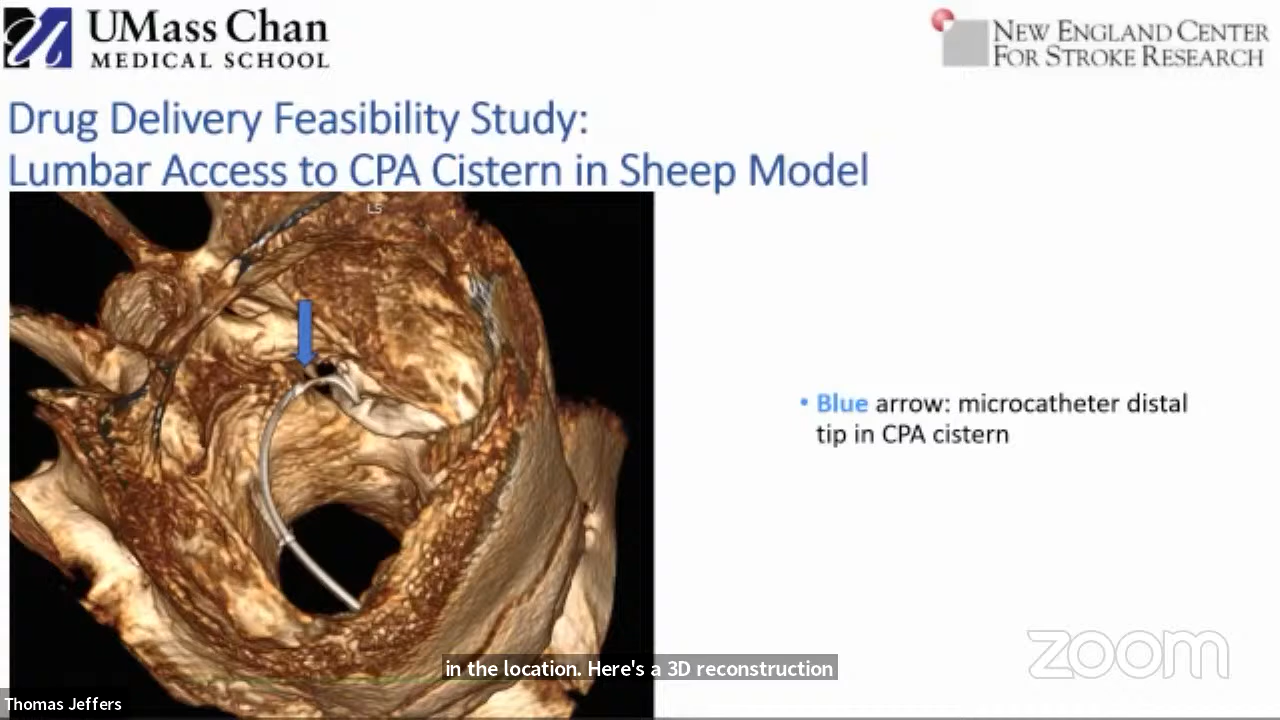 UMass Chan
MEDICAL SCHOOL
NEW ENGLAND CENTER
FOR STROKE RESEARCH
Drug Delivery Feasibility Study:
Lumbar Access to CPA Cistern in Sheep Model
LS
• Blue arrow: microcatheter distal
tip in CPA cistern
zoom
in the location. Here's a 3D reconstruction
Thomas Jeffers